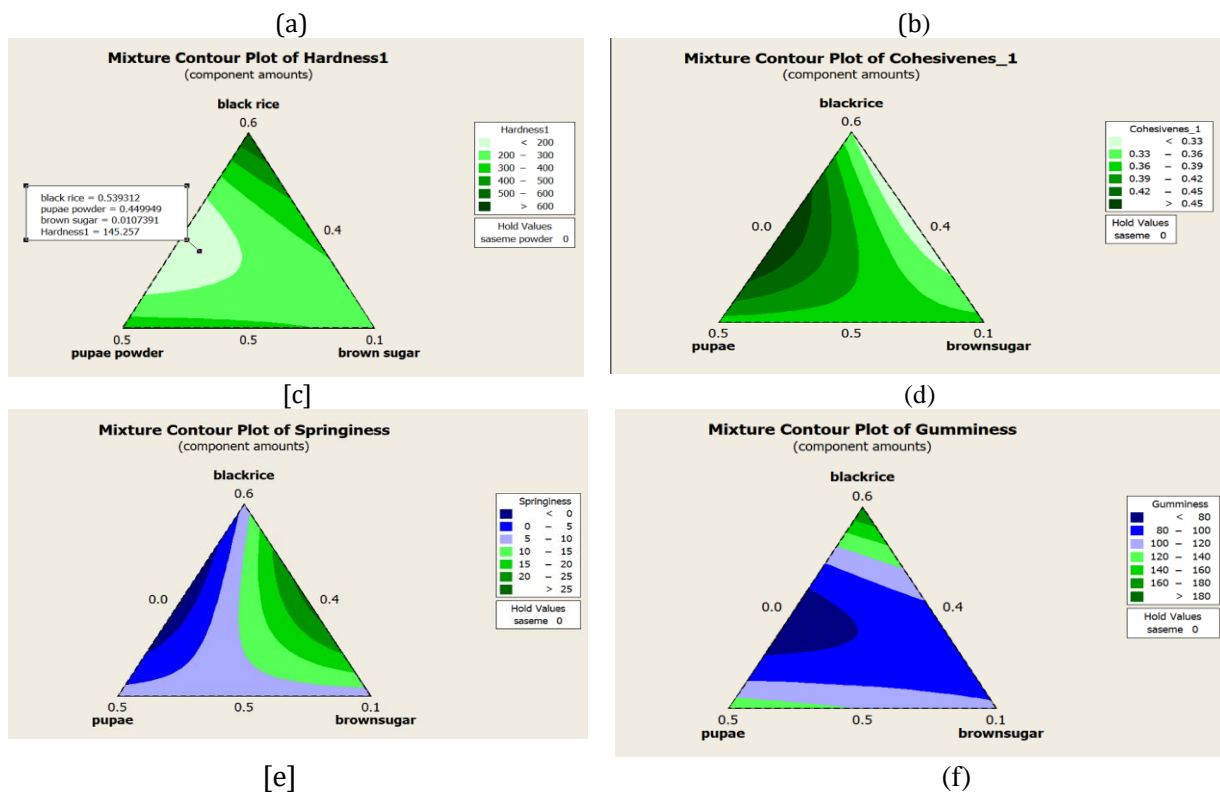 (a)
(b)
Mixture Contour Plot of Hardness1
(component amounts)
black rice
0.6
Hardness1
< 200
200 – 300
300 – 400
400 – 500
500 – 600
> 600
Hold Values
saseme powder 0
black rice = 0.539312
pupae powder = 0.449949
brown sugar = 0.0107391
Hardness1 = 145.257
0.4
0.5
0.5
0.1
pupae powder
brown sugar
Mixture Contour Plot of Cohesivenes_1
(component amounts)
blackrice
0.6
Cohesivenes_1
< 0.33
0.33 – 0.36
0.36 – 0.39
0.39 – 0.42
0.42 – 0.45
> 0.45
Hold Values
saseme 0
0.0
0.4
0.5
0.5
0.1
pupae
brownsugar
[c]
(d)
Mixture Contour Plot of Springiness
(component amounts)
blackrice
0.6
Springiness
< 0
0 – 5
5 – 10
10 – 15
15 – 20
20 – 25
> 25
Hold Values
saseme 0
0.0
0.4
0.5
0.5
0.1
pupae
brownsugar
Mixture Contour Plot of Gumminess
(component amounts)
blackrice
0.6
Gumminess
< 80
80 – 100
100 – 120
120 – 140
140 – 160
160 – 180
> 180
Hold Values
saseme 0
0.0
0.4
0.5
0.5
0.1
pupae
brownsugar
[e]
(f)